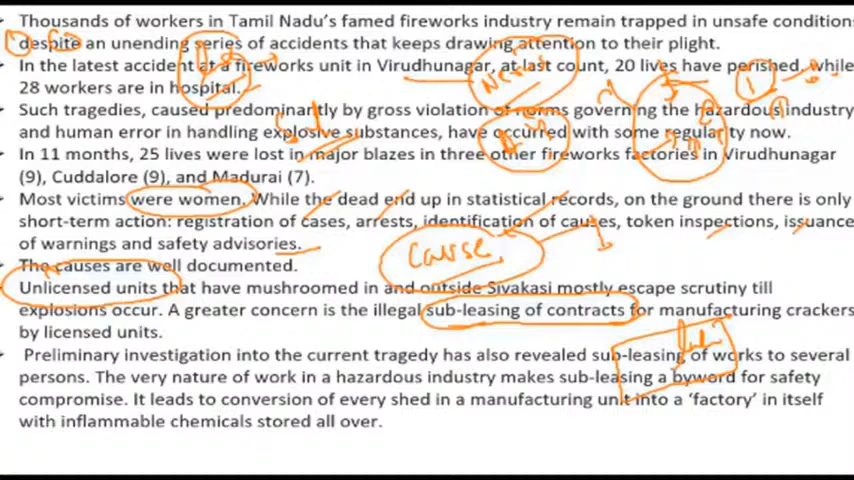 Thousands of workers in Tamil Nadu's famed fireworks industry remain trapped in unsafe conditions
despite an unending series of accidents that keeps drawing attention to their plight.
In the latest accident at a fireworks unit in Virudhunagar, at last count, 20 lives have perished, while
28 workers are in hospital.
Such tragedies, caused predominantly by gross violation of norms governing the hazardous industry
and human error in handling explosive substances, have occurred with some regularity now.
In 11 months, 25 lives were lost in major blazes in three other fireworks factories in Virudhunagar
(9), Cuddalore (9), and Madurai (7).
Most victims were women. While the dead end up in statistical records, on the ground there is only
short-term action: registration of cases, arrests, identification of causes, token inspections, issuance
of warnings and safety advisories.
Cause
The causes are well documented.
Unlicensed units that have mushroomed in and outside Sivakasi mostly escape scrutiny till
explosions occur. A greater concern is the illegal sub-leasing of contracts for manufacturing crackers
by licensed units.
Preliminary investigation into the current tragedy has also revealed sub-leasing of works to several
persons. The very nature of work in a hazardous industry makes sub-leasing a byword for safety
compromise. It leads to conversion of every shed in a manufacturing unit into a 'factory' in itself
with inflammable chemicals stored all over.